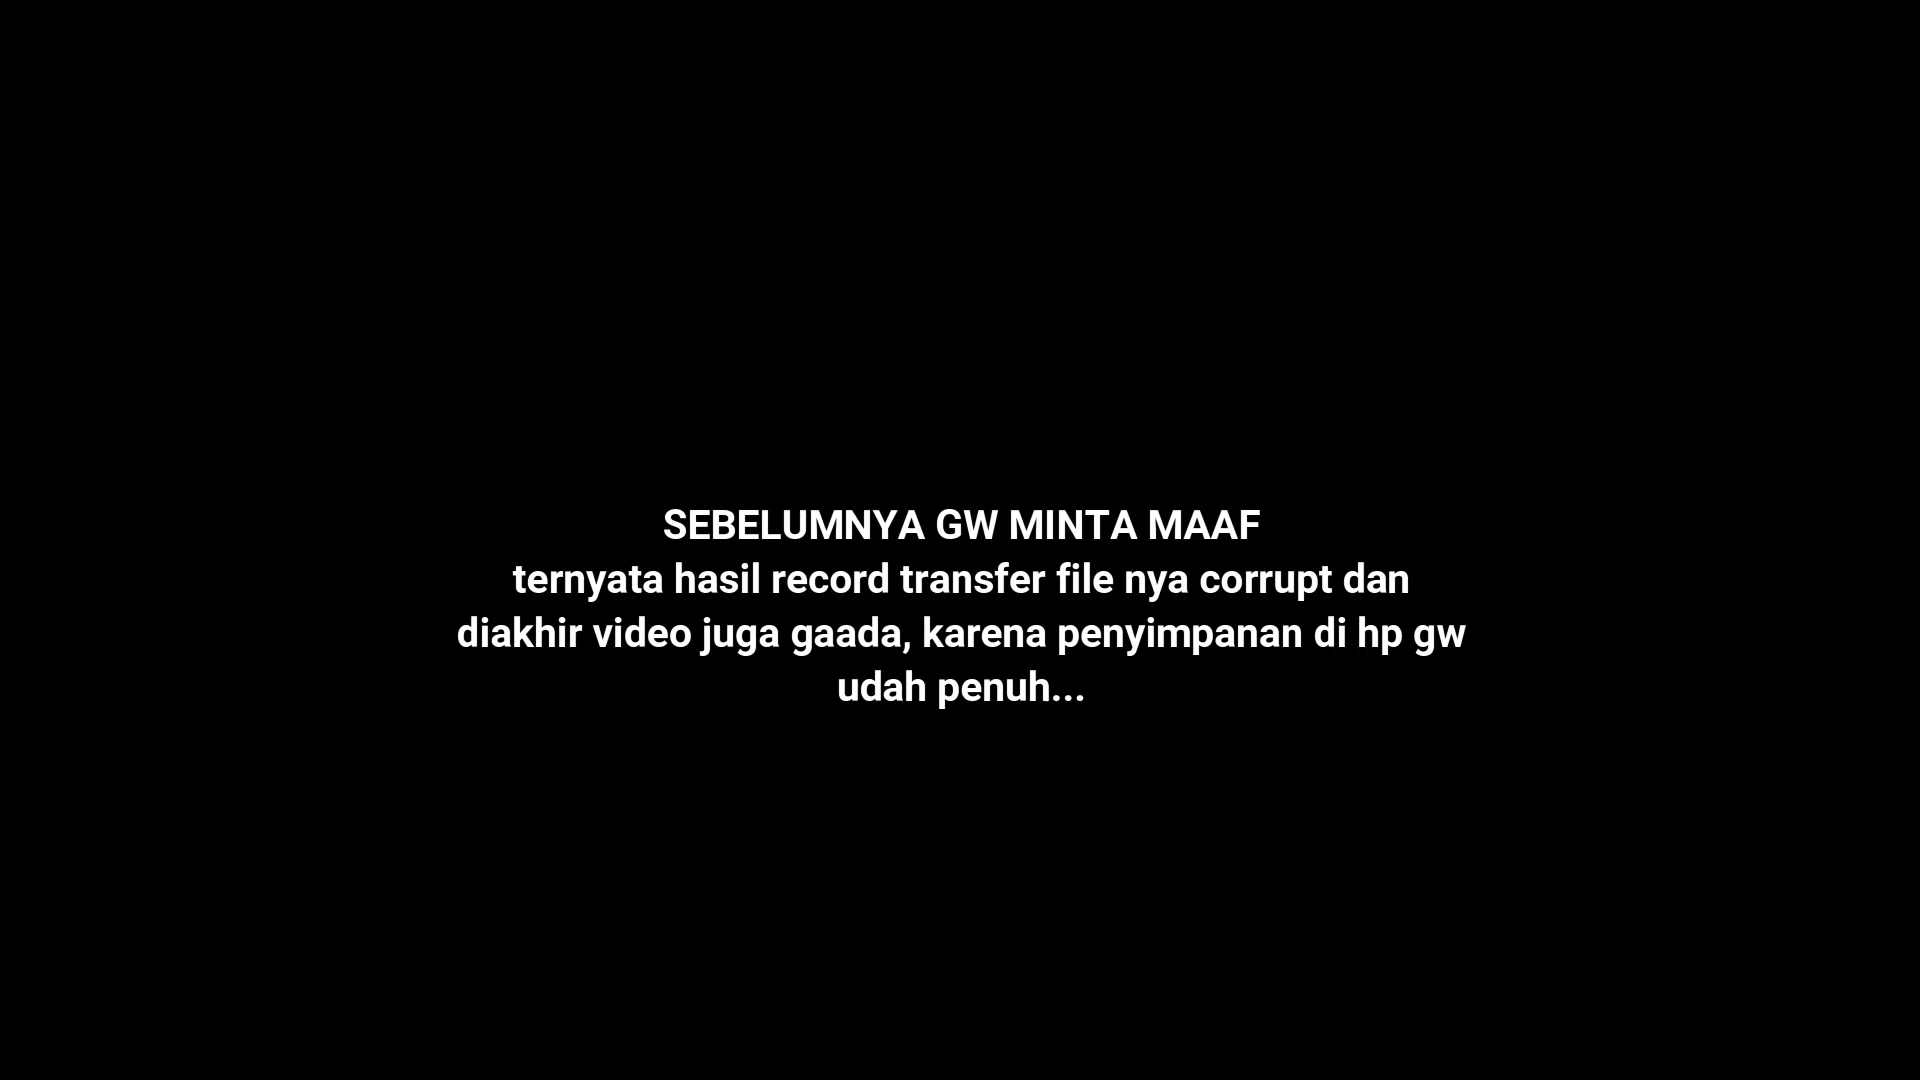 SEBELUMNYA GW MINTA MAAF
ternyata hasil record transfer file nya corrupt dan
diakhir video juga gaada, karena penyimpanan di hp gw
udah penuh...